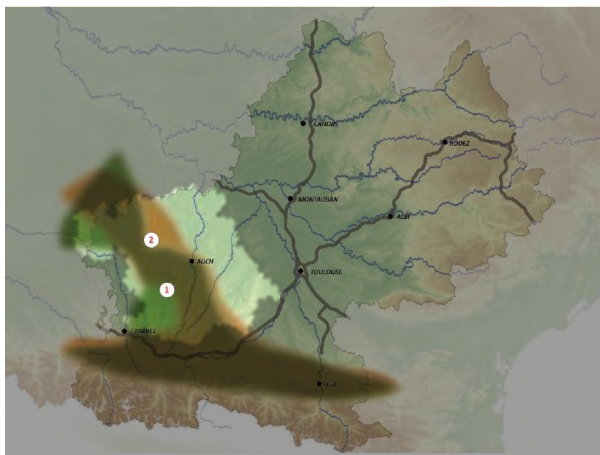 CAHORS
RODEZ
MONTAUBAN
ALBI
2
AUCH
TOULOUSE
1
TARBES
FOIX